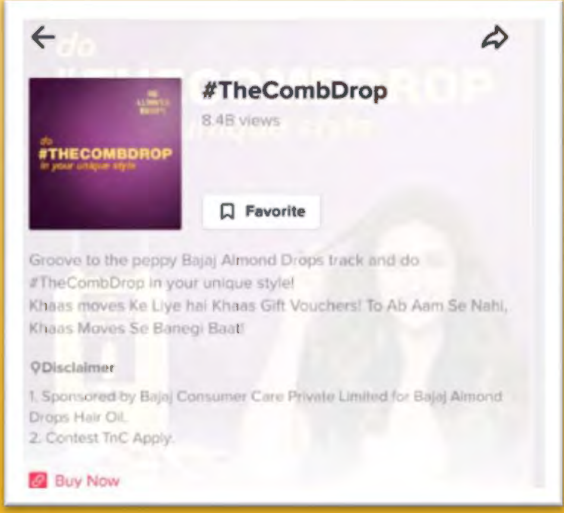 #TheCombDrop
8.4B views
do
#THECOMBDROP
in your unique style
Favorite
Groove to the peppy Bajaj Almond Drops track and do
#TheCombDrop in your unique style!
Khaas moves Ke Liye hai Khaas Gift Vouchers! To Ab Aam Se Nahi,
Khaas Moves Se Banegi Baat!
Disclaimer
1. Sponsored by Bajaj Consumer Care Private Limited for Bajaj Almond
Drops Hair Oil.
2. Contest TnC Apply.
Buy Now